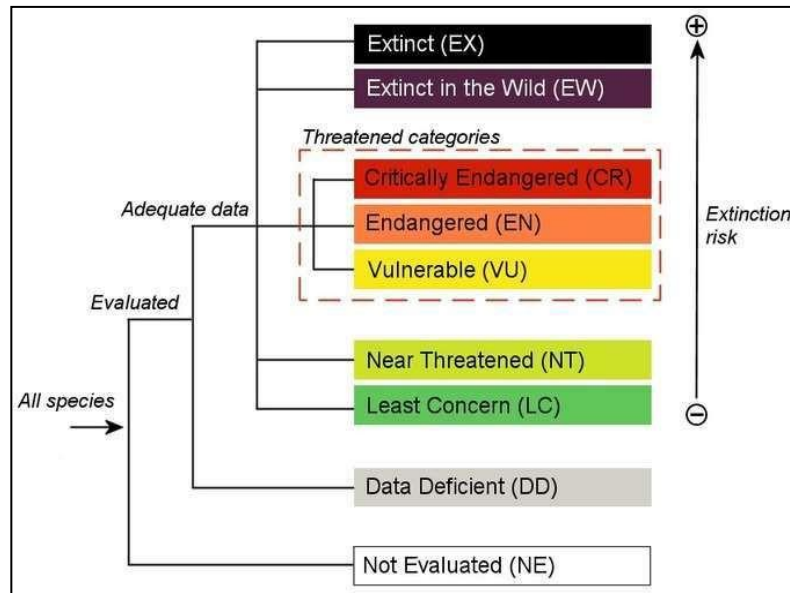 Extinct (EX)
Extinct in the Wild (EW)
Threatened categories
Critically Endangered (CR)
Adequate data
Endangered (EN)
Extinction
risk
Vulnerable (VU)
Evaluated
Near Threatened (NT)
All species
Least Concern (LC)
Data Deficient (DD)
Not Evaluated (NE)